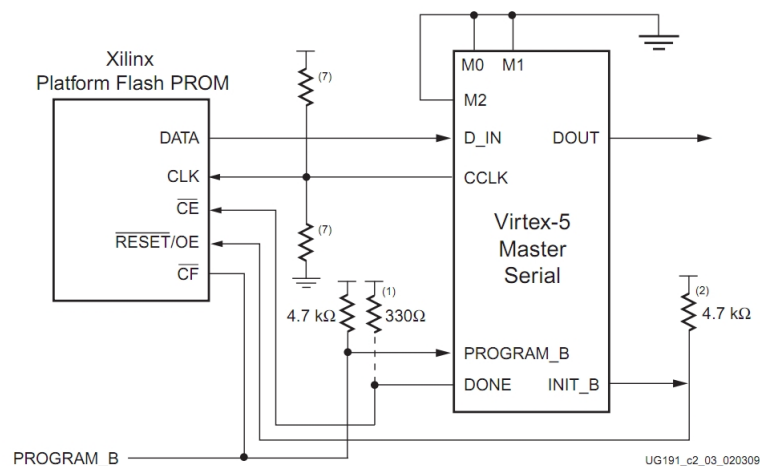 Xilinx
Platform Flash PROM
DATA
CLK
CE
RESET/OE
CF
(7)
(7)
4.7 kΩ
(1)
330Ω
M0 M1
M2
D_IN
DOUT
CCLK
Virtex-5
Master
Serial
PROGRAM_B
DONE
INIT_B
(2)
4.7 kΩ
PROGRAM_B
UG191_c2_03_020309